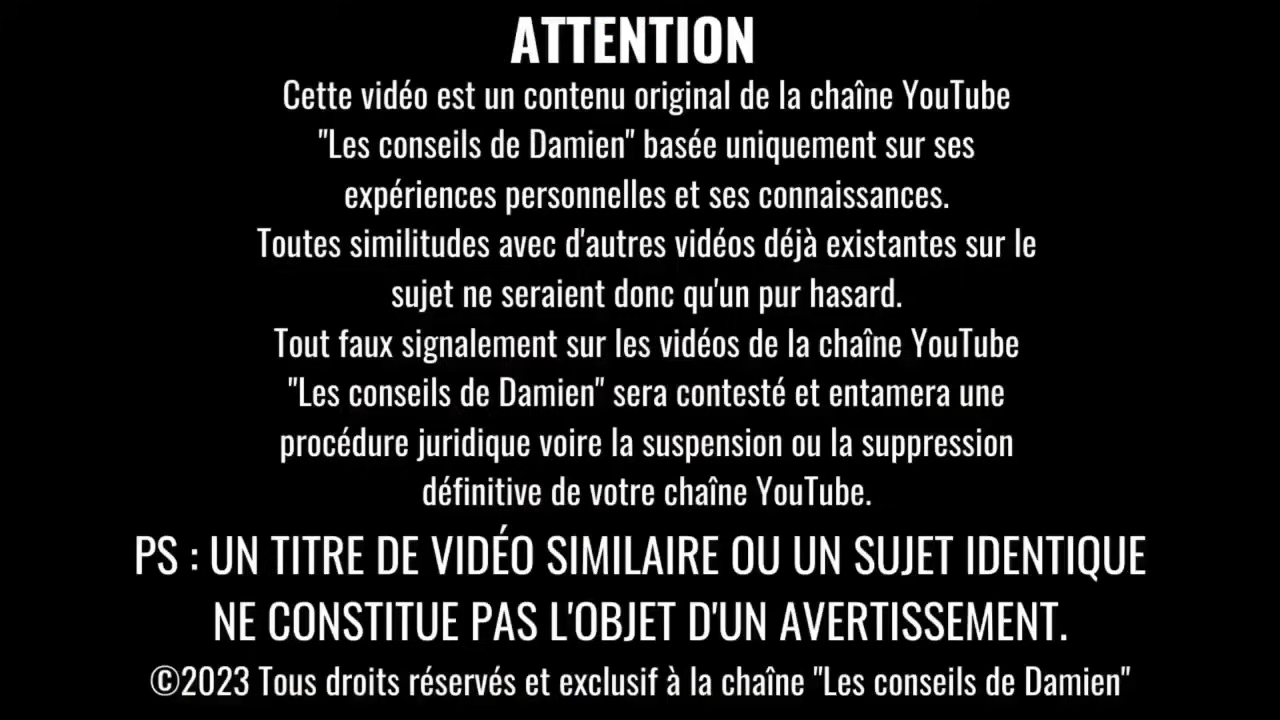 ATTENTION
Cette vidéo est un contenu original de la chaîne YouTube
"Les conseils de Damien" basée uniquement sur ses
expériences personnelles et ses connaissances.
Toutes similitudes avec d'autres vidéos déjà existantes sur le
sujet ne seraient donc qu'un pur hasard.
Tout faux signalement sur les vidéos de la chaîne YouTube
"Les conseils de Damien" sera contesté et entamera une
procédure juridique voire la suspension ou la suppression
définitive de votre chaîne YouTube.
PS : UN TITRE DE VIDÉO SIMILAIRE OU UN SUJET IDENTIQUE
NE CONSTITUE PAS L'OBJET D'UN AVERTISSEMENT.
©2023 Tous droits réservés et exclusif à la chaîne "Les conseils de Damien"